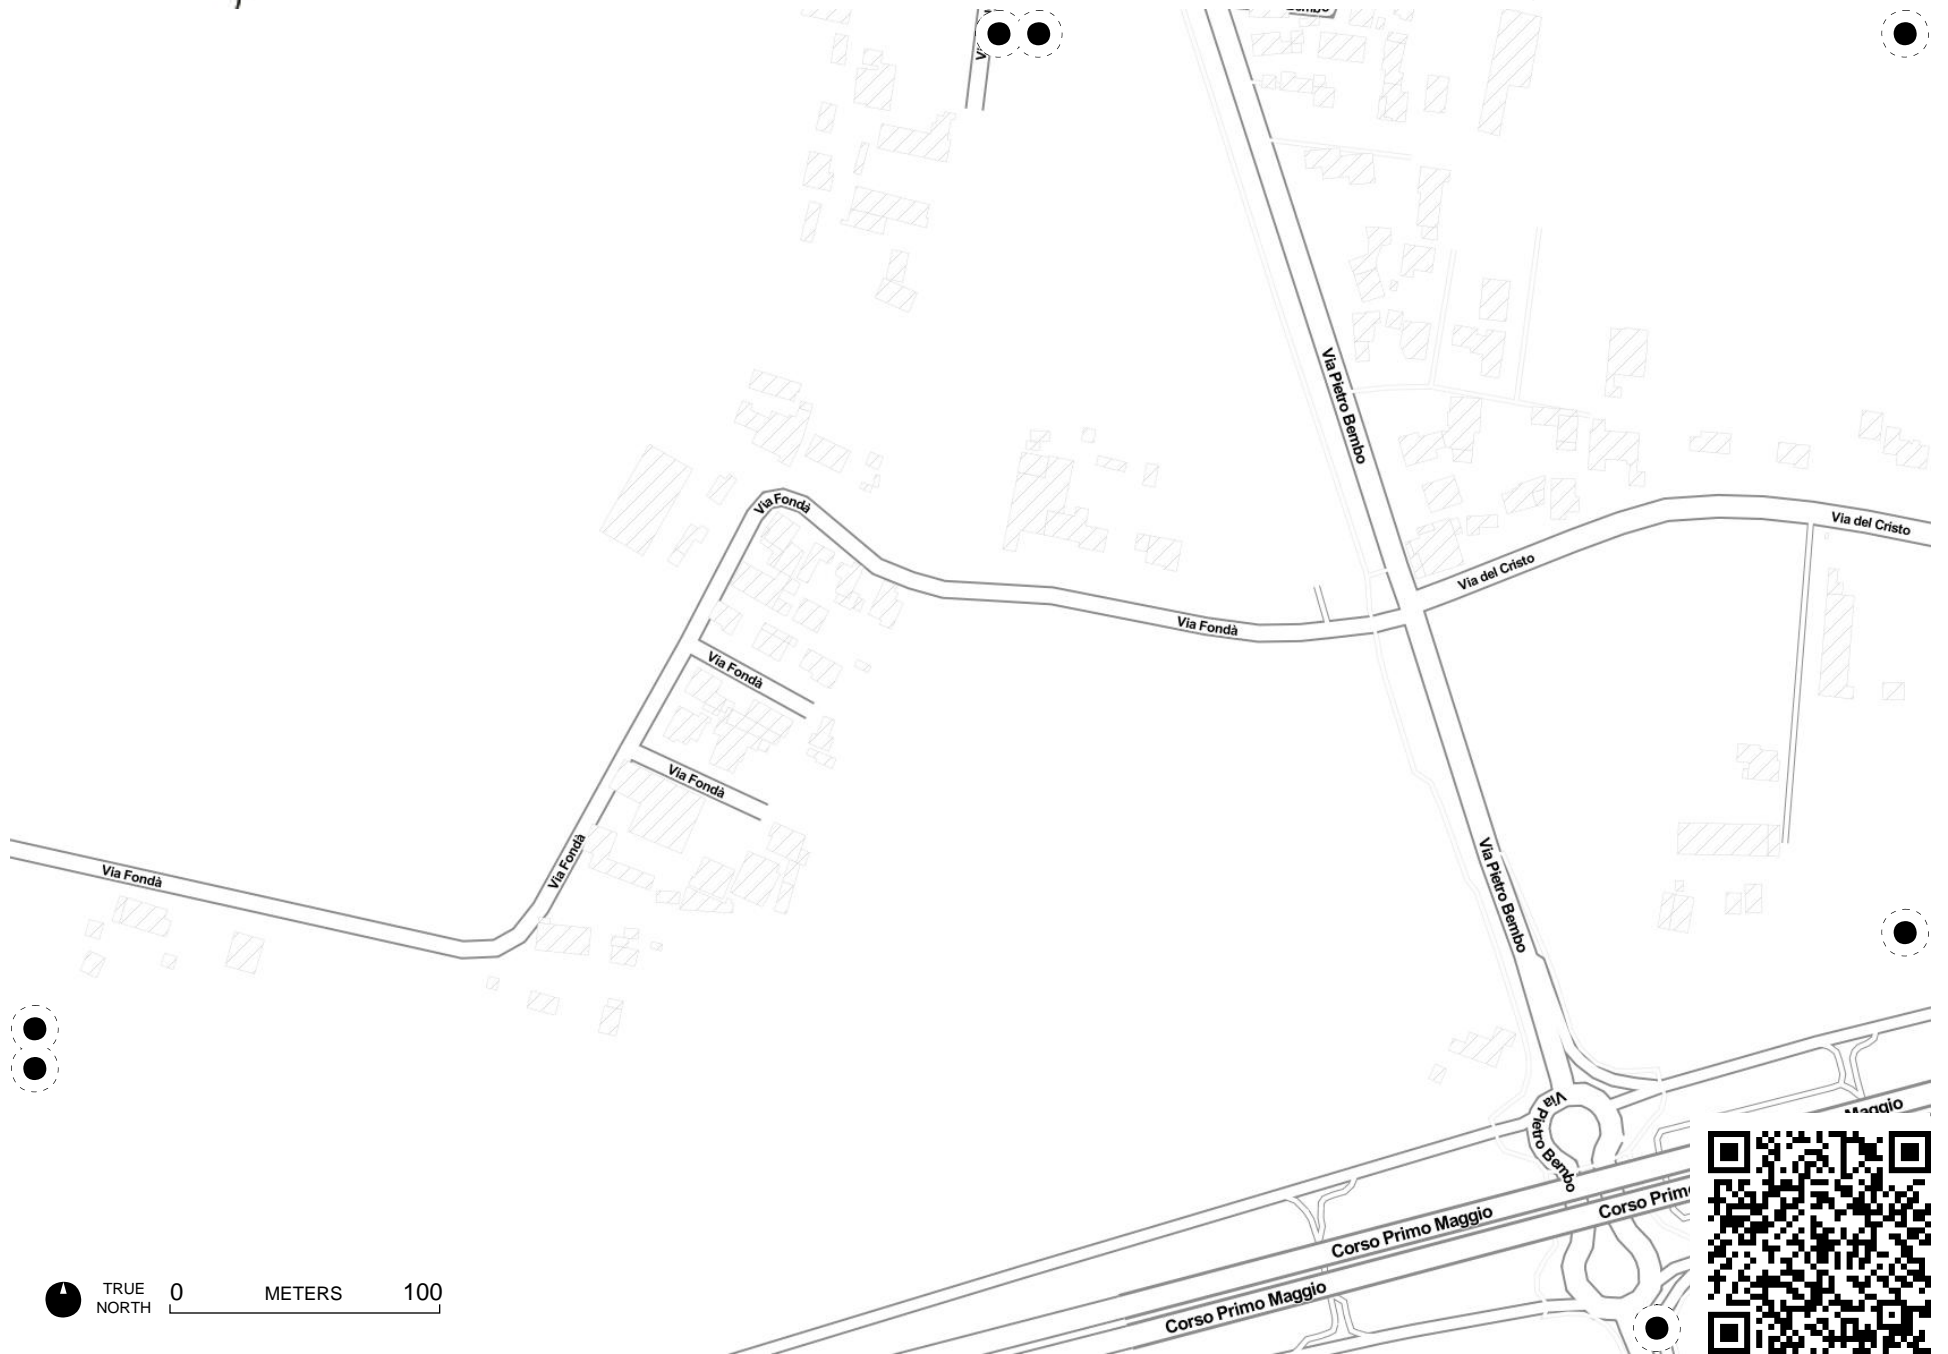 Via Pietro Bembo
Via Fondà
Via del Cristo
Via del Cristo
Via Fondà
Via Fondà
Via Fondà
Via Fondà
Via Fondà
Via Pietro Bembo
Via Pietro Bembo
Maggio
Corso Primo
Corso Primo Maggio
Corso Primo Maggio
TRUE
NORTH
0 METERS 100